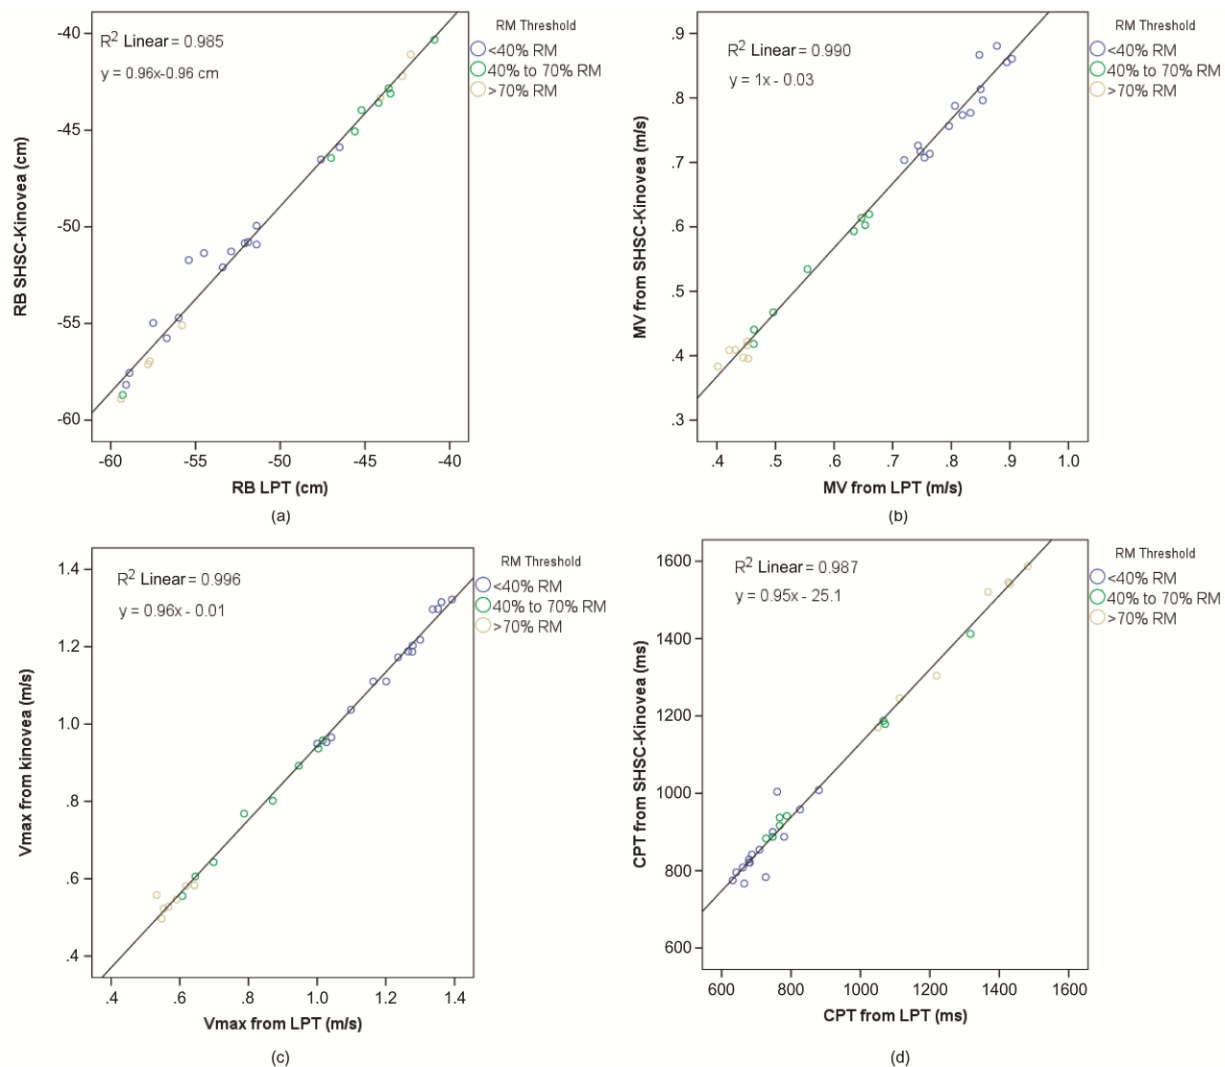 R² Linear = 0.985
y = 0.96x-0.96 cm
RM Threshold
<40% RM
40% to 70% RM
>70% RM
-40
-45
-50
-55
-60
RB SHSC-Kinovea (cm)
-60 -55 -50 -45 -40
RB LPT (cm)
(a)
R² Linear = 0.990
y = 1x - 0.03
RM Threshold
<40% RM
40% to 70% RM
>70% RM
.9
.8
.7
.6
.5
.4
.3
MV from SHSC-Kinovea (m/s)
.4 .5 .6 .7 .8 .9 1.0
MV from LPT (m/s)
(b)
R² Linear = 0.996
y = 0.96x - 0.01
RM Threshold
<40% RM
40% to 70% RM
>70% RM
1.4
1.2
1.0
.8
.6
.4
Vmax from kinovea (m/s)
.4 .6 .8 1.0 1.2 1.4
Vmax from LPT (m/s)
(c)
R² Linear = 0.987
y = 0.95x - 25.1
RM Threshold
<40% RM
40% to 70% RM
>70% RM
1600
1400
1200
1000
800
600
CPT from SHSC-Kinovea (ms)
600 800 1000 1200 1400 1600
CPT from LPT (ms)
(d)